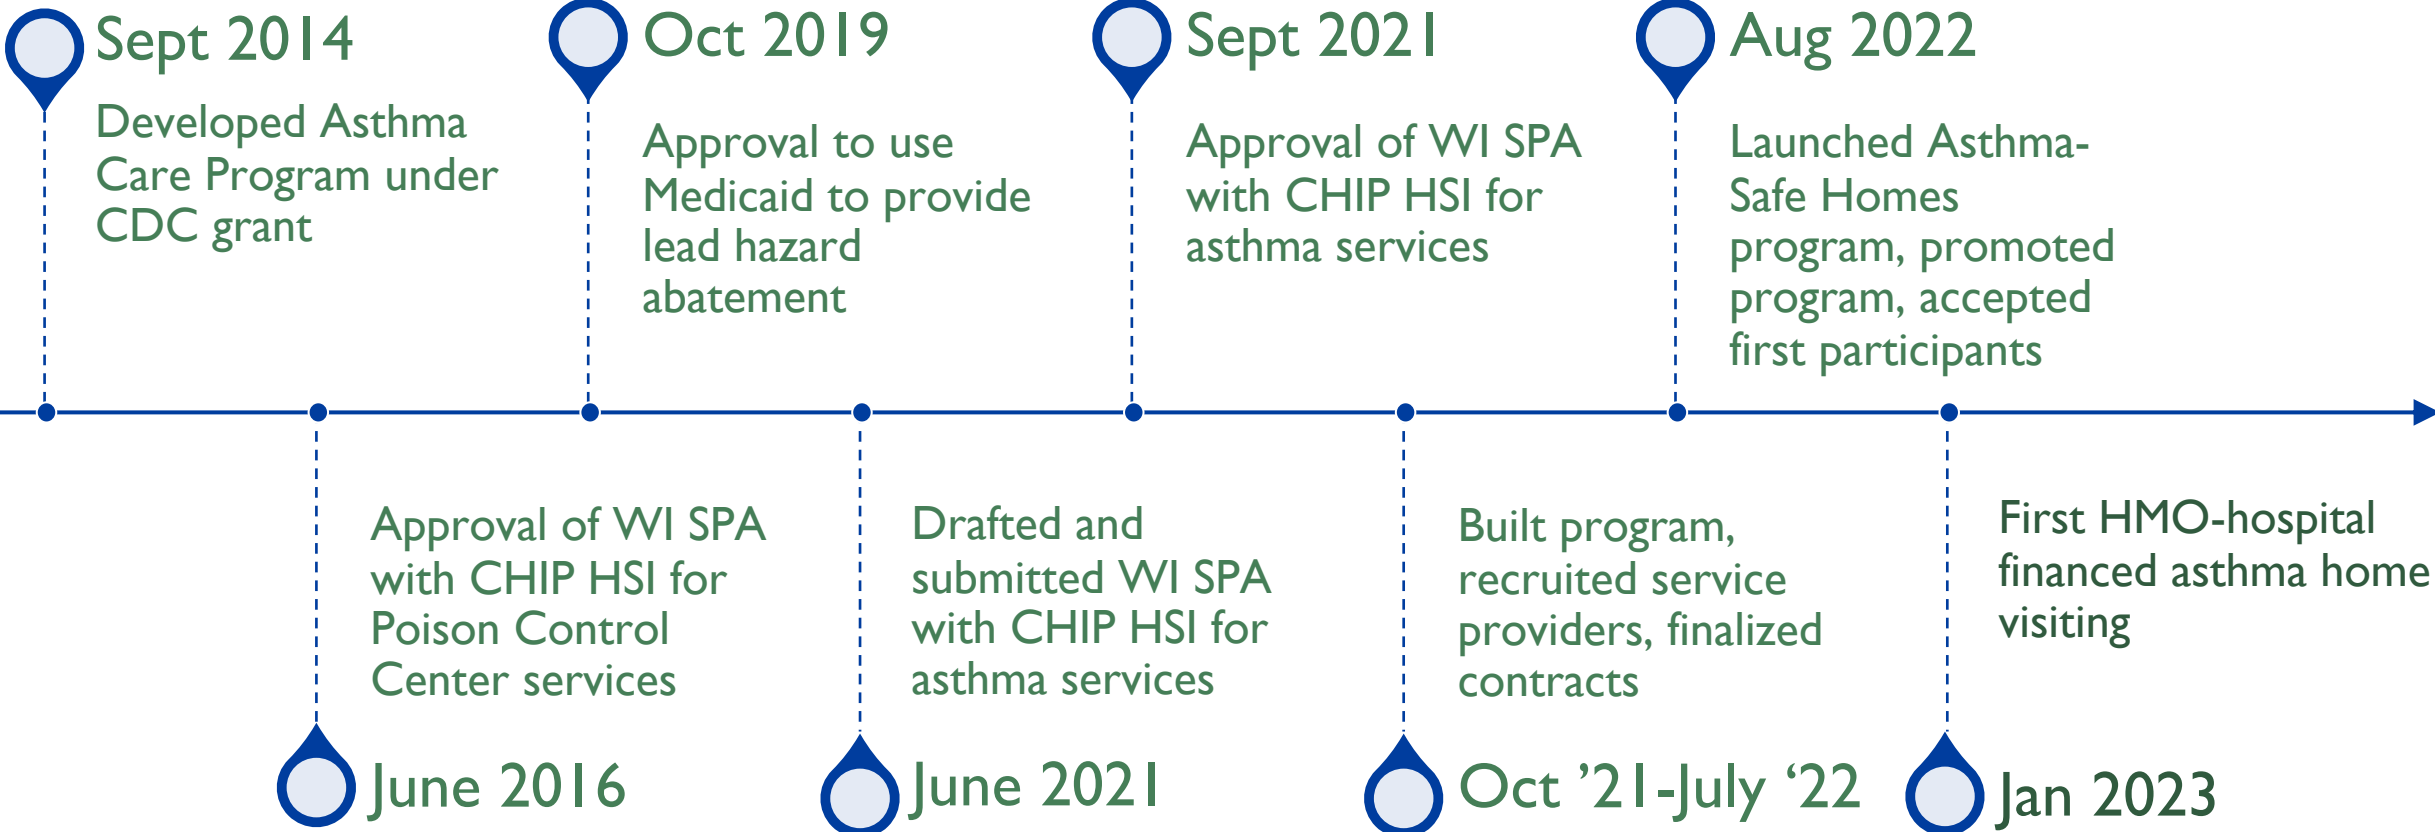 Sept 2014
Developed Asthma
Care Program under
CDC grant
June 2016
Approval of WI SPA
with CHIP HSI for
Poison Control
Center services
Oct 2019
Approval to use
Medicaid to provide
lead hazard
abatement
June 2021
Drafted and
submitted WI SPA
with CHIP HSI for
asthma services
Sept 2021
Approval of WI SPA
with CHIP HSI for
asthma services
Oct ’21-July ‘22
Built program,
recruited service
providers, finalized
contracts
Aug 2022
Launched Asthma-
Safe Homes
program, promoted
program, accepted
first participants
Jan 2023
First HMO-hospital
financed asthma home
visiting